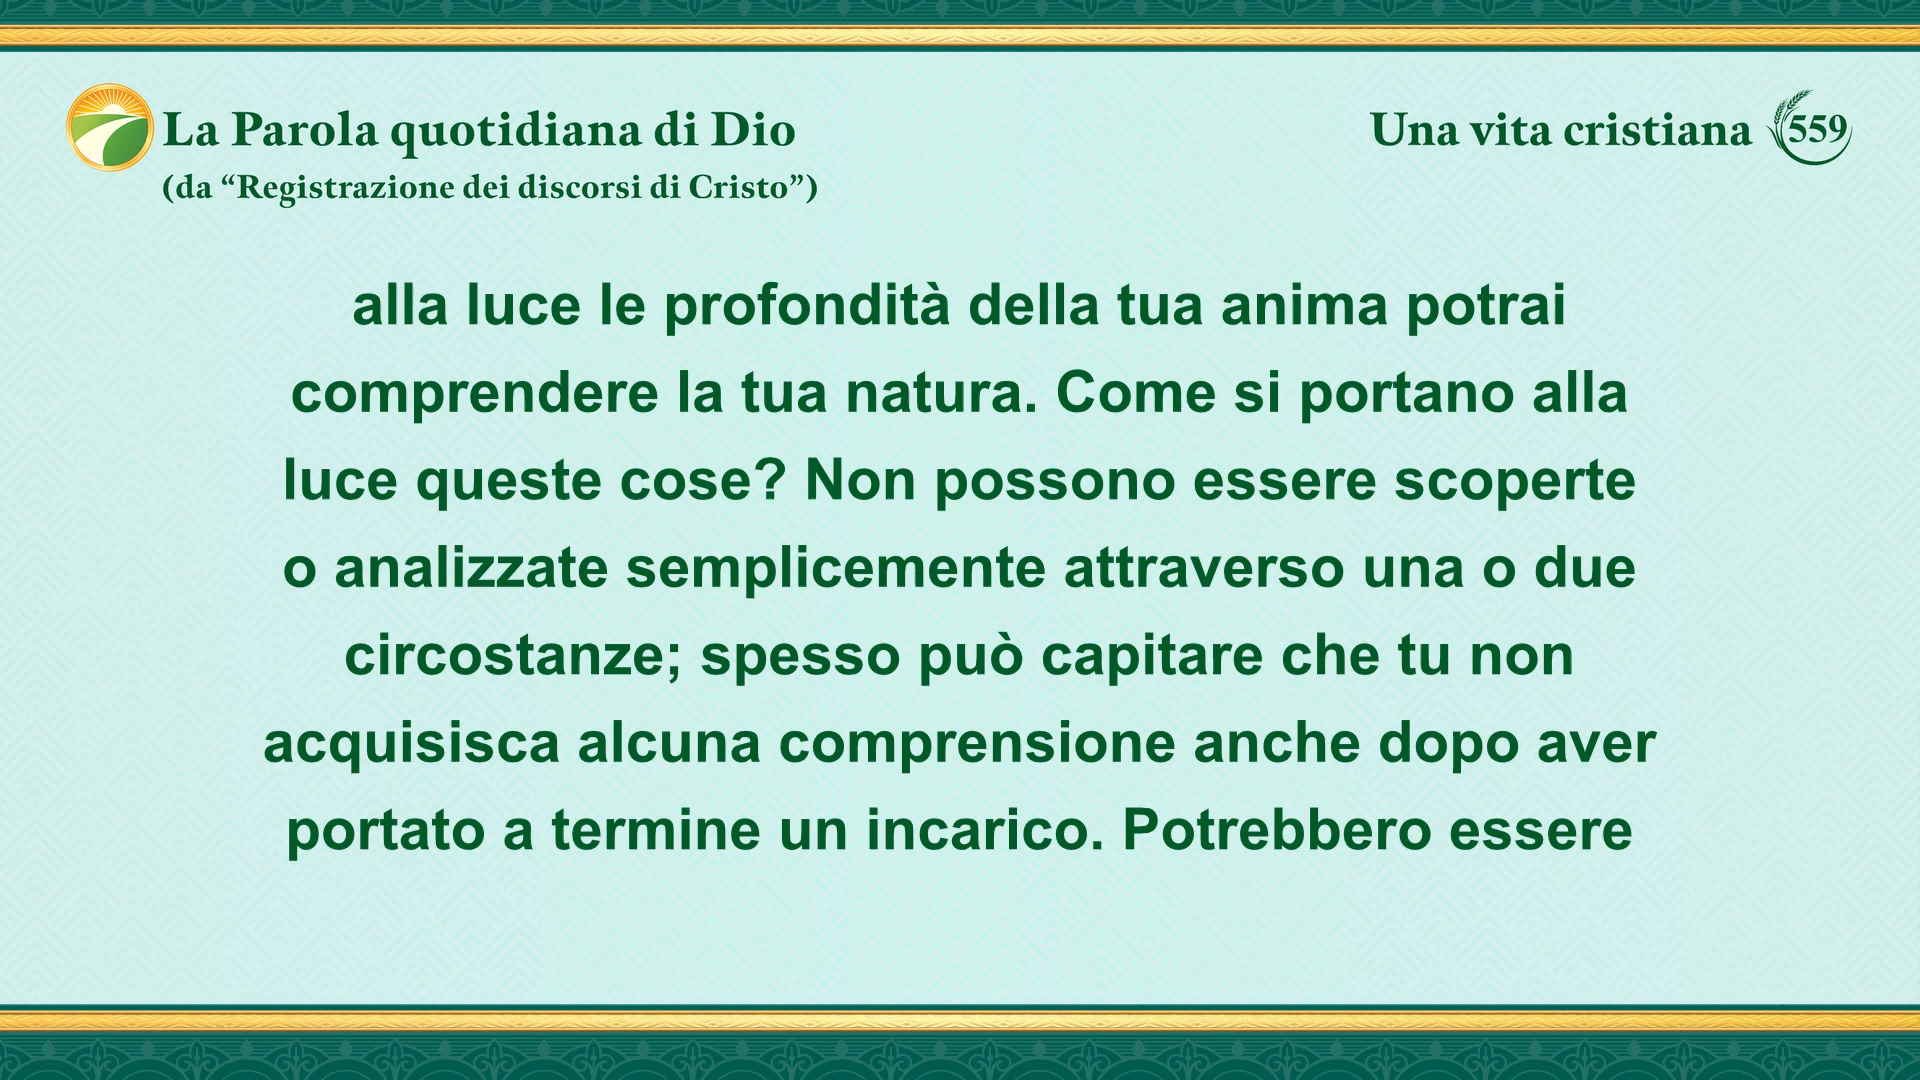 La Parola quotidiana di Dio
(da “Registrazione dei discorsi di Cristo”)
Una vita cristiana 559
alla luce le profondità della tua anima potrai
comprendere la tua natura. Come si portano alla
luce queste cose? Non possono essere scoperte
o analizzate semplicemente attraverso una o due
circostanze; spesso può capitare che tu non
acquisisca alcuna comprensione anche dopo aver
portato a termine un incarico. Potrebbero essere